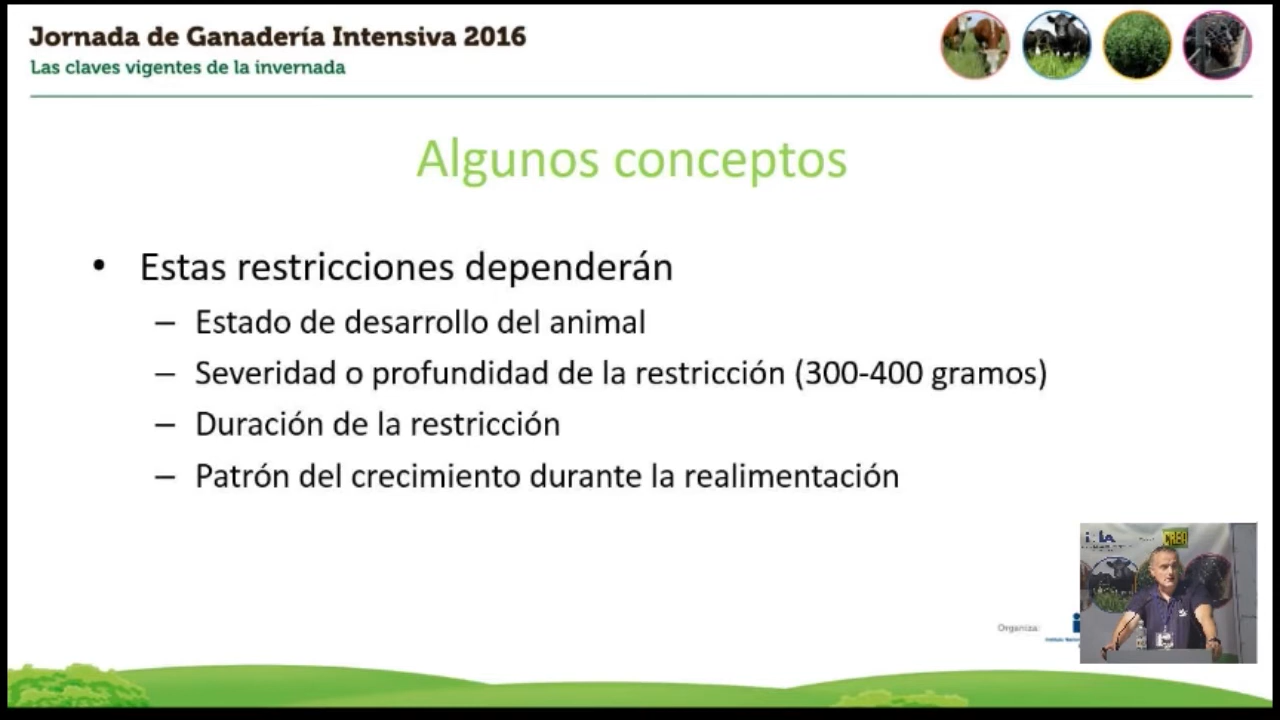 Jornada de Ganadería Intensiva 2016
Las claves vigentes de la invernada
Algunos conceptos
• Estas restricciones dependerán
– Estado de desarrollo del animal
– Severidad o profundidad de la restricción (300-400 gramos)
– Duración de la restricción
– Patrón del crecimiento durante la realimentación
CREA
Organiza: